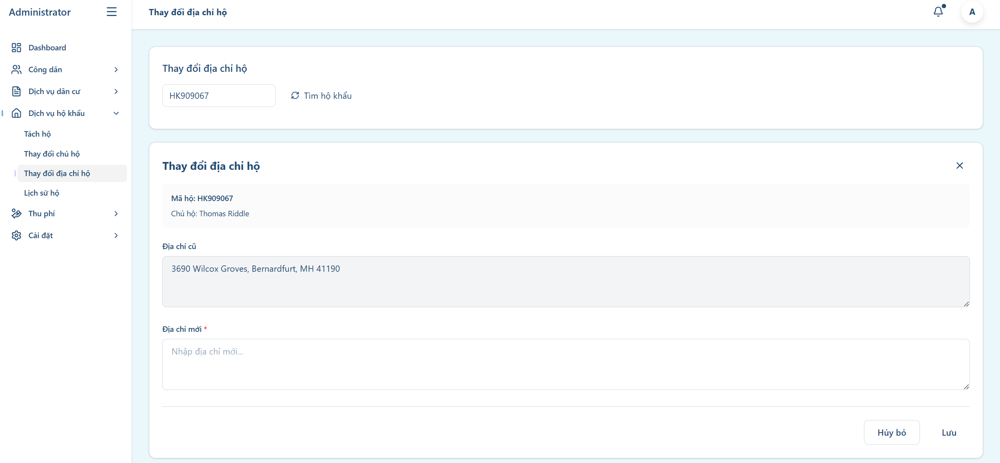 Administrator
Dashboard
Công dân
Dịch vụ dân cư
Dịch vụ hộ khẩu
Tách hộ
Thay đổi chủ hộ
Thay đổi địa chỉ hộ
Lịch sử hộ
Thu phí
Cài đặt
Thay đổi địa chỉ hộ
A
Thay đổi địa chỉ hộ
HK909067
Tìm hộ khẩu
Thay đổi địa chỉ hộ
Mã hộ: HK909067
Chủ hộ: Thomas Riddle
Địa chỉ cũ
3690 Wilcox Groves, Bernardfurt, MH 41190
Địa chỉ mới *
Nhập địa chỉ mới...
Hủy bỏ
Lưu